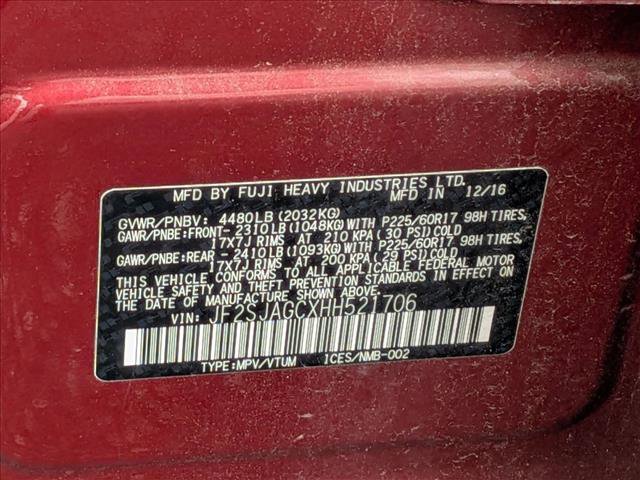 MFD BY FUJI HEAVY INDUSTRIES LTD.
MFD IN 12/16
GVWR/PNBV: 4480LB (2032KG)
GAWR/PNBE:FRONT- 2310LB (1048KG) WITH P225/60R17 98H TIRES,
17X7J RIMS AT 210 KPA (30 PSI) COLD
GAWR/PNBE:REAR - 2410LB (1093KG) WITH P225/60R17 98H TIRES,
17X7J RIMS AT 200 KPA (29 PSI) COLD
THIS VEHICLE CONFORMS TO ALL APPLICABLE FEDERAL MOTOR
VEHICLE SAFETY AND THEFT PREVENTION STANDARDS IN EFFECT ON
THE DATE OF MANUFACTURE SHOWN ABOVE.
VIN: JF2SJAGCXHH521706
TYPE:MPV/VTUM ICES/NMB-002